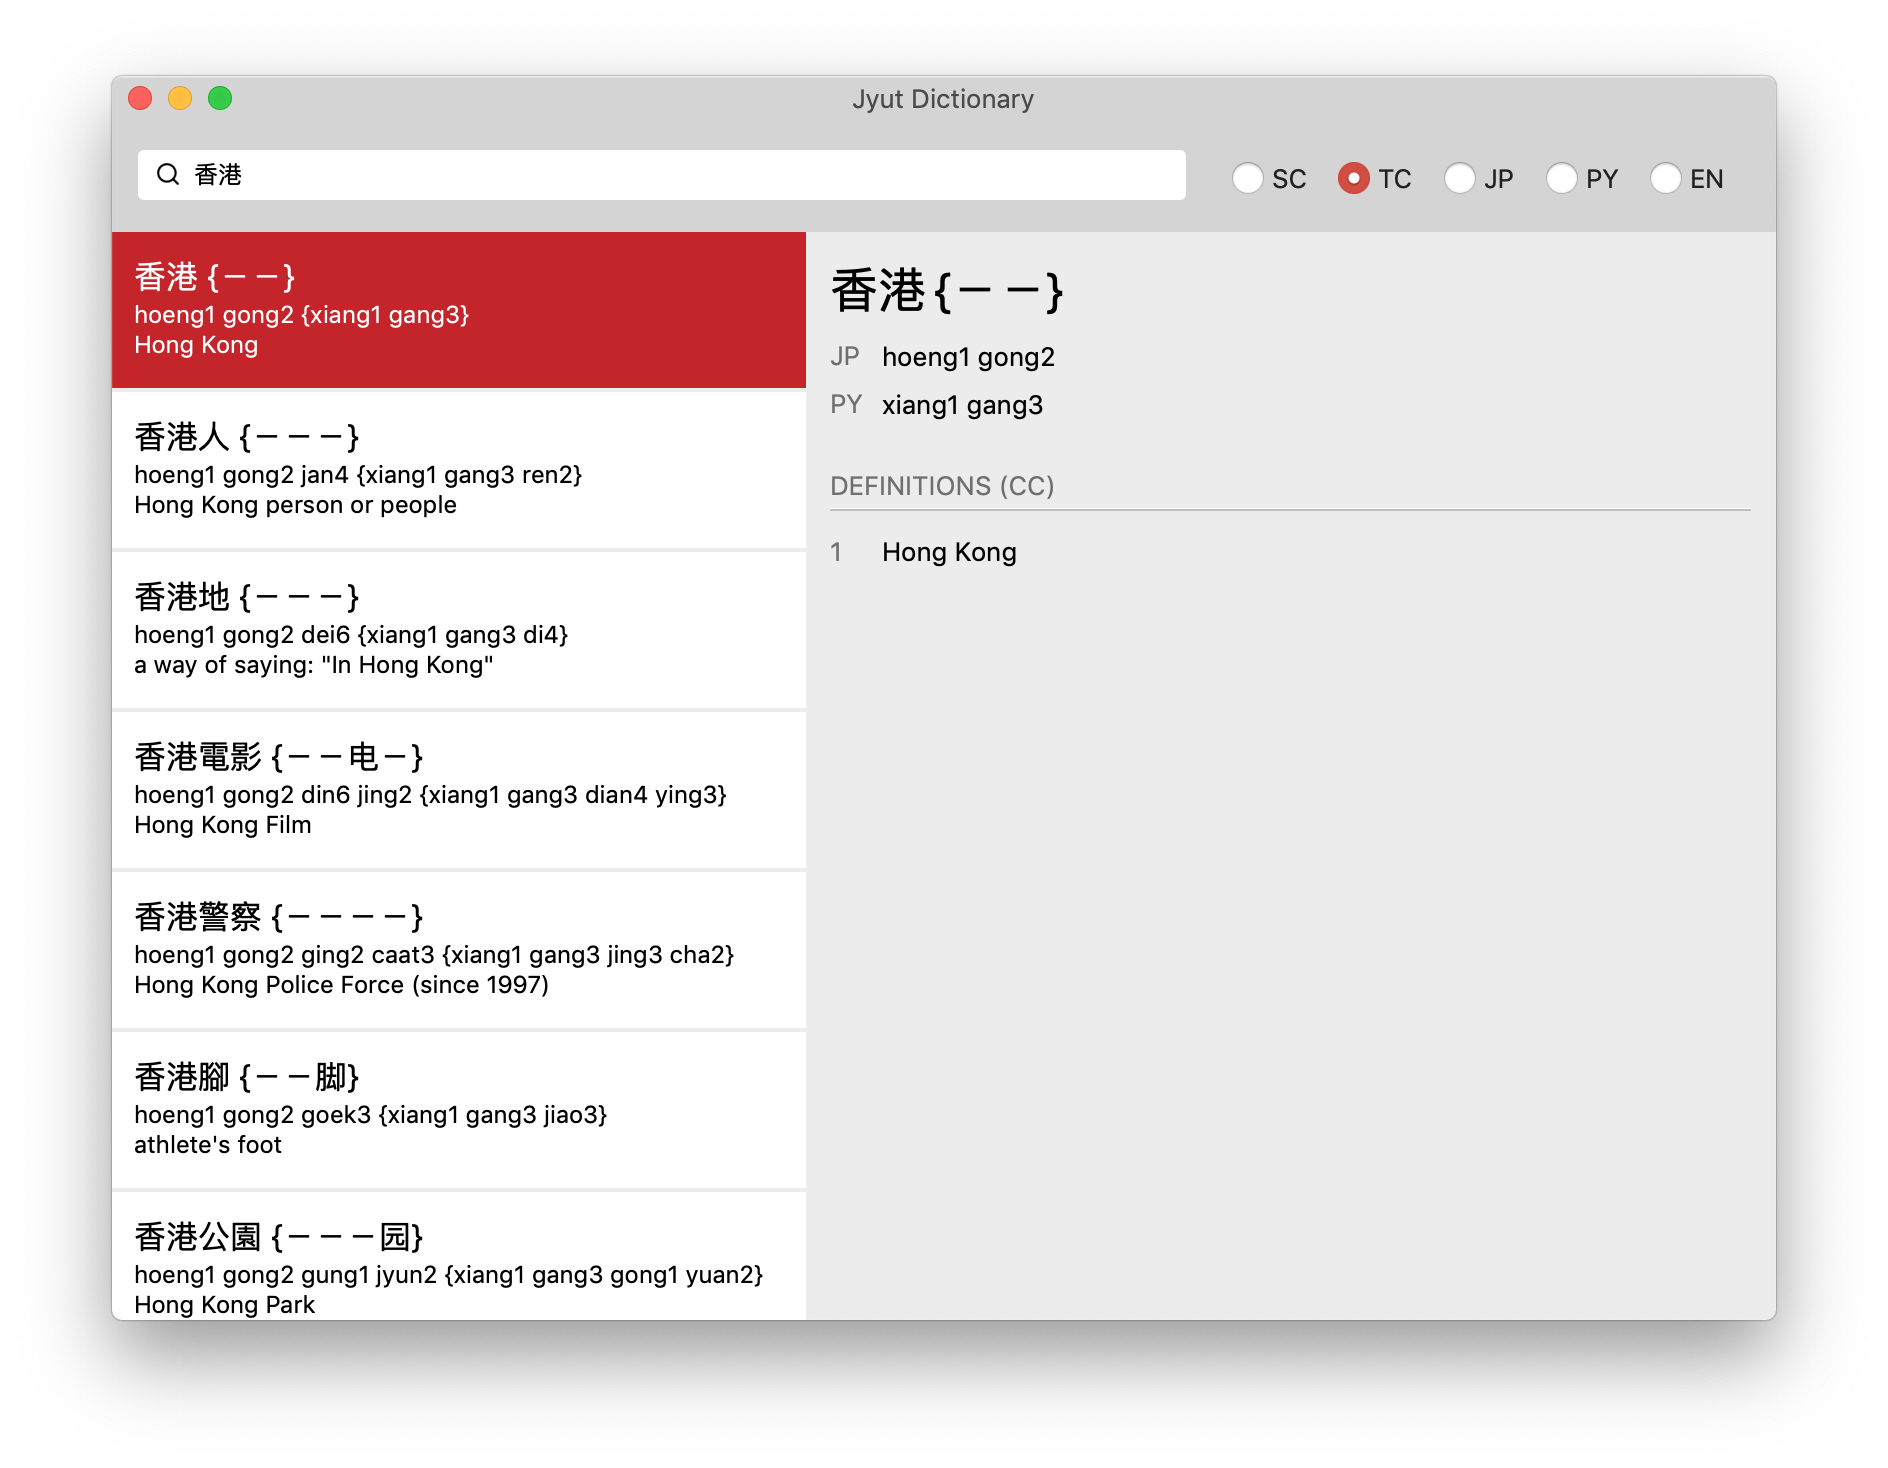 Jyut Dictionary
香港
SC TC JP PY EN
香港 {－－}
hoeng1 gong2 {xiang1 gang3}
Hong Kong
香港人 {－－－}
hoeng1 gong2 jan4 {xiang1 gang3 ren2}
Hong Kong person or people
香港地 {－－－}
hoeng1 gong2 dei6 {xiang1 gang3 di4}
a way of saying: "In Hong Kong"
香港電影 {－－电－}
hoeng1 gong2 din6 jing2 {xiang1 gang3 dian4 ying3}
Hong Kong Film
香港警察 {－－－－}
hoeng1 gong2 ging2 caat3 {xiang1 gang3 jing3 cha2}
Hong Kong Police Force (since 1997)
香港腳 {－－脚}
hoeng1 gong2 goek3 {xiang1 gang3 jiao3}
athlete's foot
香港公園 {－－－园}
hoeng1 gong2 gung1 jyun2 {xiang1 gang3 gong1 yuan2}
Hong Kong Park
香港 {－－}
JP hoeng1 gong2
PY xiang1 gang3
DEFINITIONS (CC)
1 Hong Kong